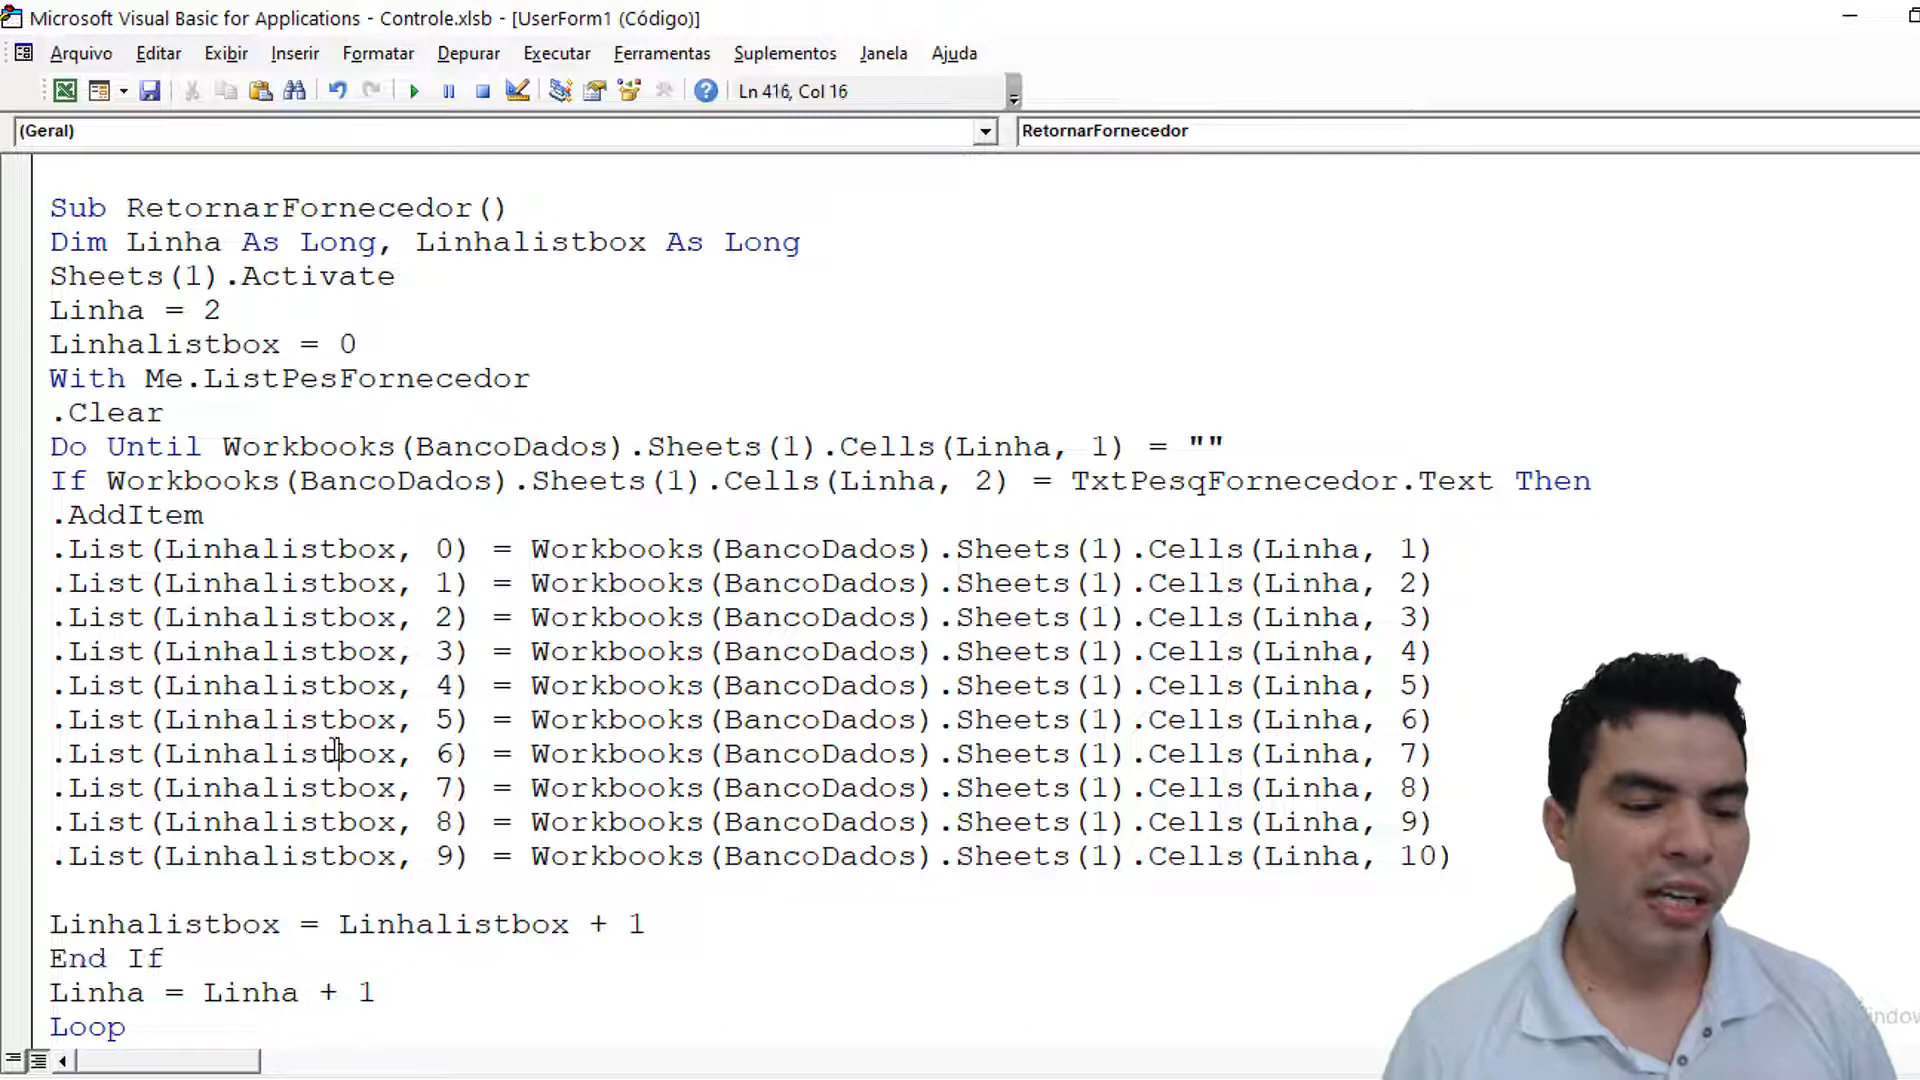 Microsoft Visual Basic for Applications - Controle.xlsb - [UserForm1 (Código)]
Arquivo Editar Exibir Inserir Formatar Depurar Executar Ferramentas Suplementos Janela Ajuda
Ln 416, Col 16
(Geral) RetornarFornecedor
Sub RetornarFornecedor()
Dim Linha As Long, Linhalistbox As Long
Sheets(1).Activate
Linha = 2
Linhalistbox = 0
With Me.ListPesFornecedor
.Clear
Do Until Workbooks(BancoDados).Sheets(1).Cells(Linha, 1) = ""
If Workbooks(BancoDados).Sheets(1).Cells(Linha, 2) = TxtPesqFornecedor.Text Then
.AddItem
.List(Linhalistbox, 0) = Workbooks(BancoDados).Sheets(1).Cells(Linha, 1)
.List(Linhalistbox, 1) = Workbooks(BancoDados).Sheets(1).Cells(Linha, 2)
.List(Linhalistbox, 2) = Workbooks(BancoDados).Sheets(1).Cells(Linha, 3)
.List(Linhalistbox, 3) = Workbooks(BancoDados).Sheets(1).Cells(Linha, 4)
.List(Linhalistbox, 4) = Workbooks(BancoDados).Sheets(1).Cells(Linha, 5)
.List(Linhalistbox, 5) = Workbooks(BancoDados).Sheets(1).Cells(Linha, 6)
.List(Linhalistbox, 6) = Workbooks(BancoDados).Sheets(1).Cells(Linha, 7)
.List(Linhalistbox, 7) = Workbooks(BancoDados).Sheets(1).Cells(Linha, 8)
.List(Linhalistbox, 8) = Workbooks(BancoDados).Sheets(1).Cells(Linha, 9)
.List(Linhalistbox, 9) = Workbooks(BancoDados).Sheets(1).Cells(Linha, 10)
Linhalistbox = Linhalistbox + 1
End If
Linha = Linha + 1
Loop